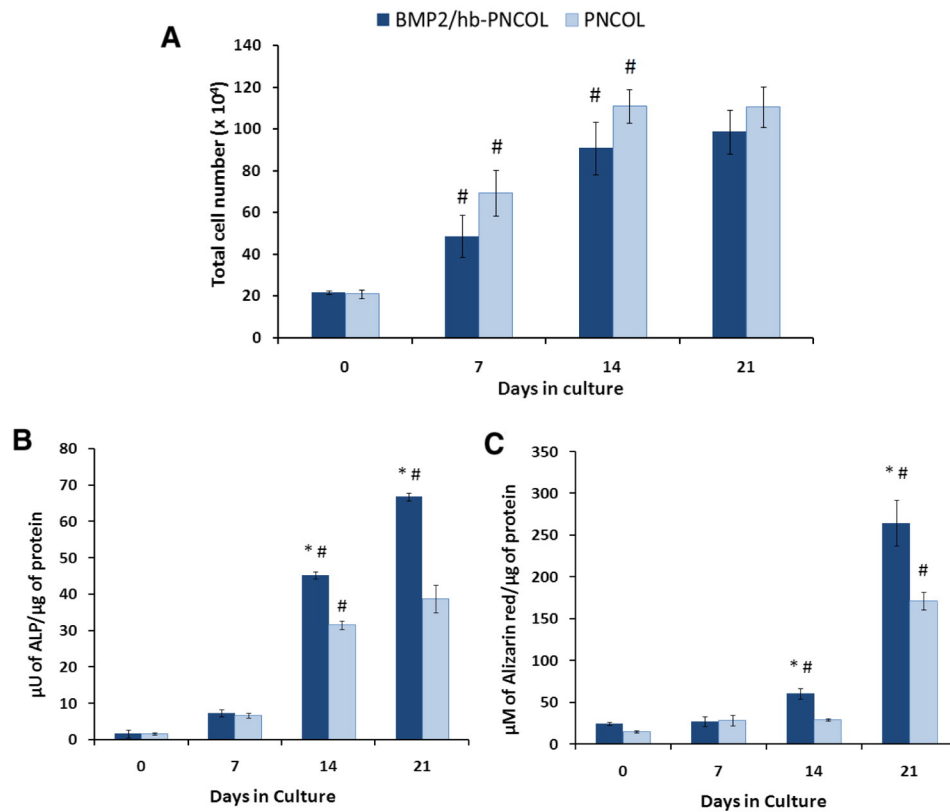 BMP2/hb-PNCOL PNCOL
A
Total cell number (x 10⁴)
140
120
100
80
60
40
20
0
# # # #
0 7 14 21
Days in culture
B
µU of ALP/µg of protein
80
70
60
50
40
30
20
10
0
* # # * #
0 7 14 21
Days in Culture
C
µM of Alizarin red/µg of protein
350
300
250
200
150
100
50
0
* # * # #
0 7 14 21
Days in Culture